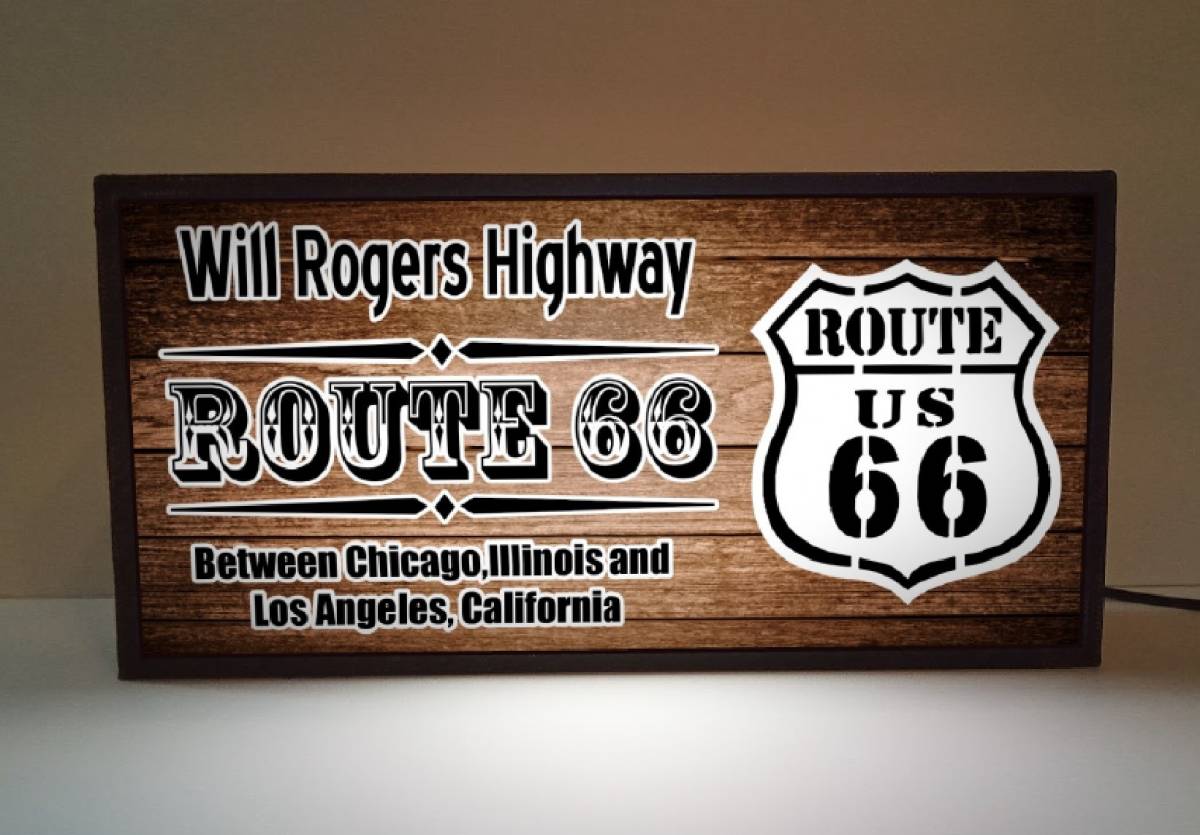 Will Rogers Highway
ROUTE 66
Between Chicago,Illinois and
Los Angeles, California
ROUTE
US
66